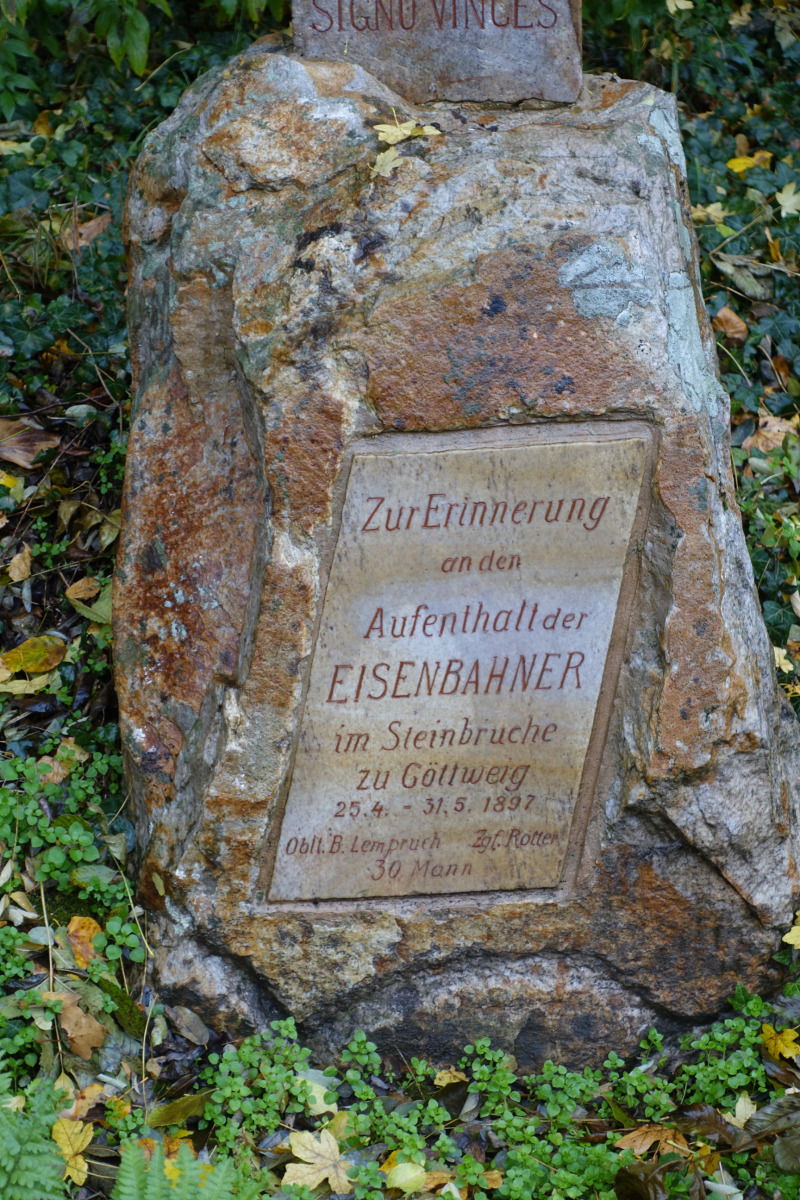 SIGNO VINCES
Zur Erinnerung
an den
Aufenthalt der
EISENBAHNER
im Steinbruche
zu Göttweig
25.4. - 31.5. 1897
Oblt. B. Lempruch Zgf. Rotter
30 Mann